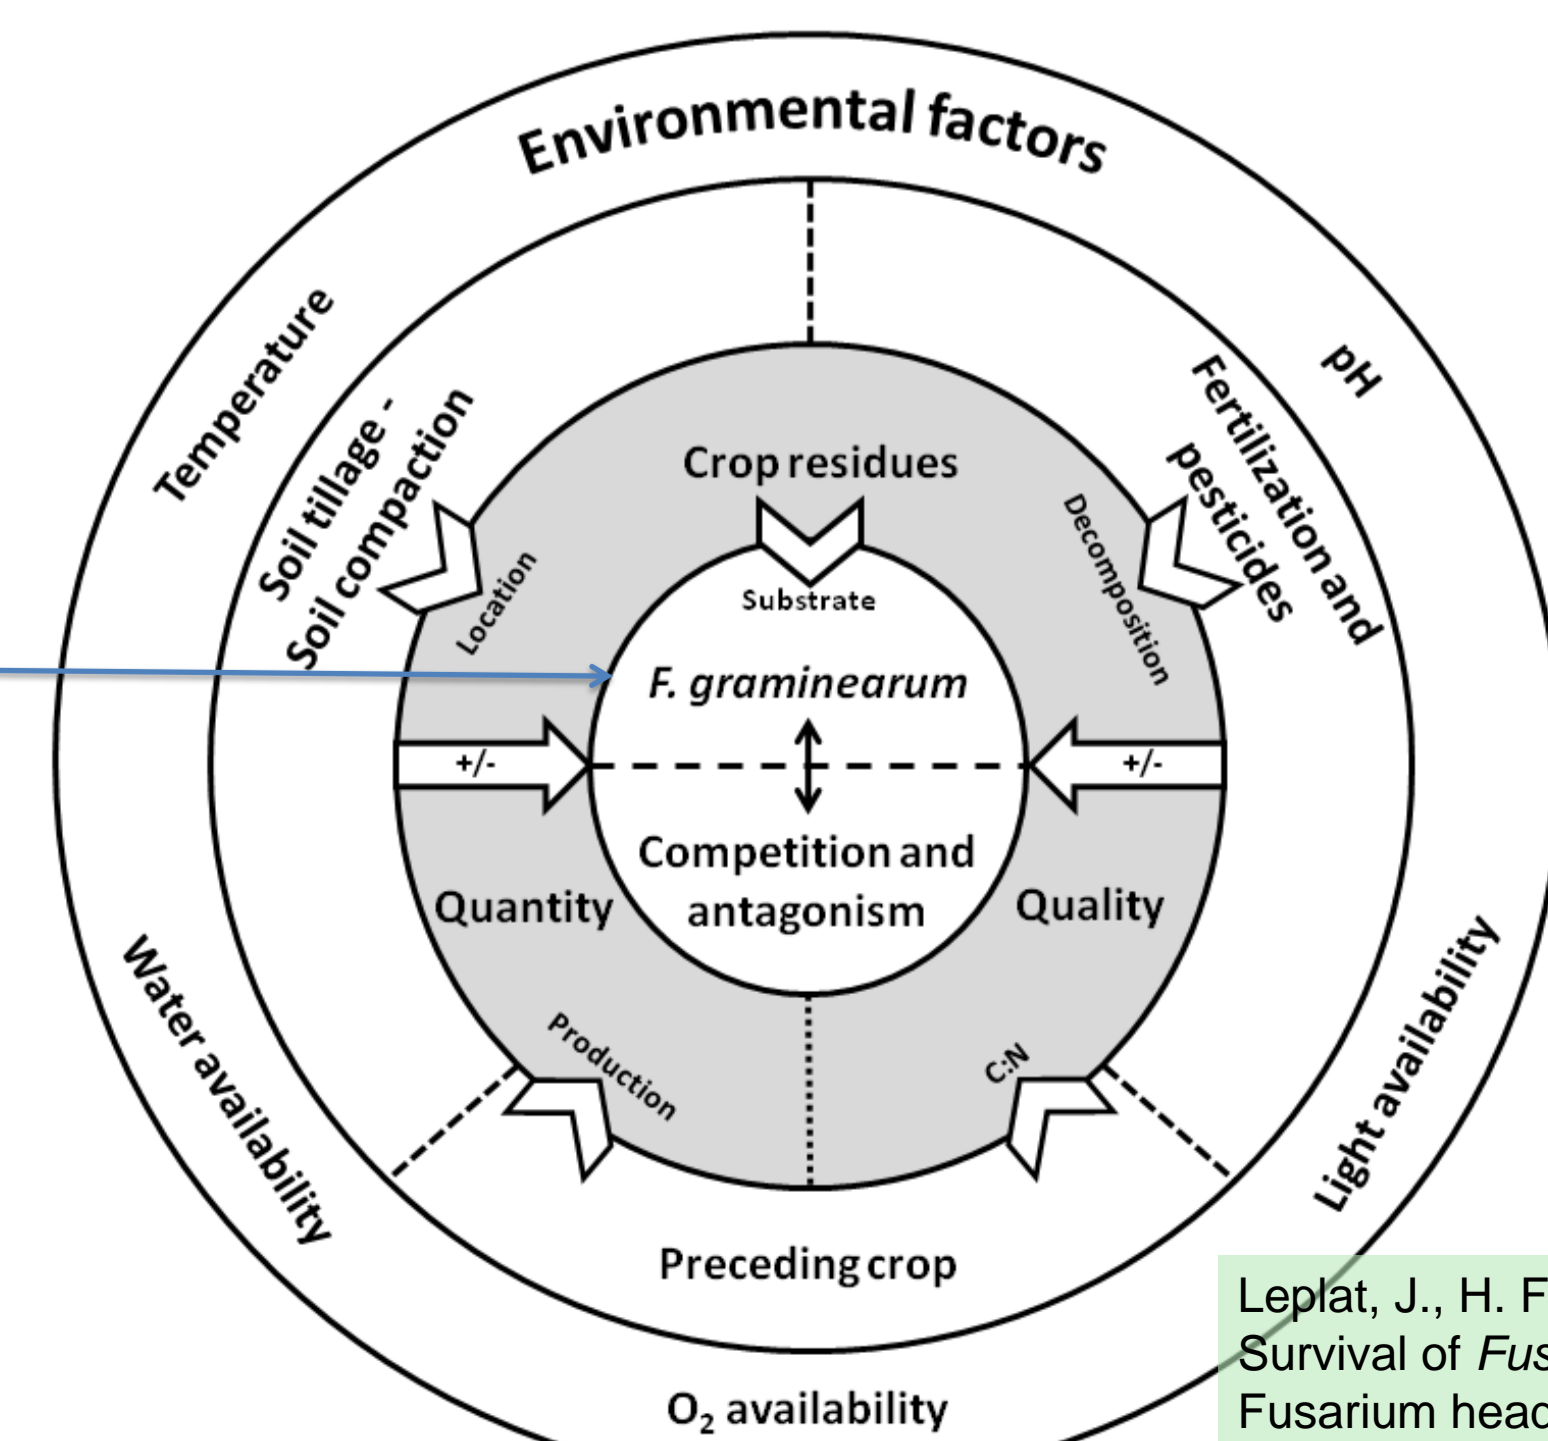 Environmental factors
Temperature
pH
Soil tillage -
Soil compaction
Fertilization and
pesticides
Crop residues
Location
Decomposition
Substrate
F. graminearum
+/-
+/-
Competition and
antagonism
Quantity
Quality
Production
C:N
Water availability
Light availability
Preceding crop
O₂ availability
Leplat, J., H. F
Survival of Fus
Fusarium head